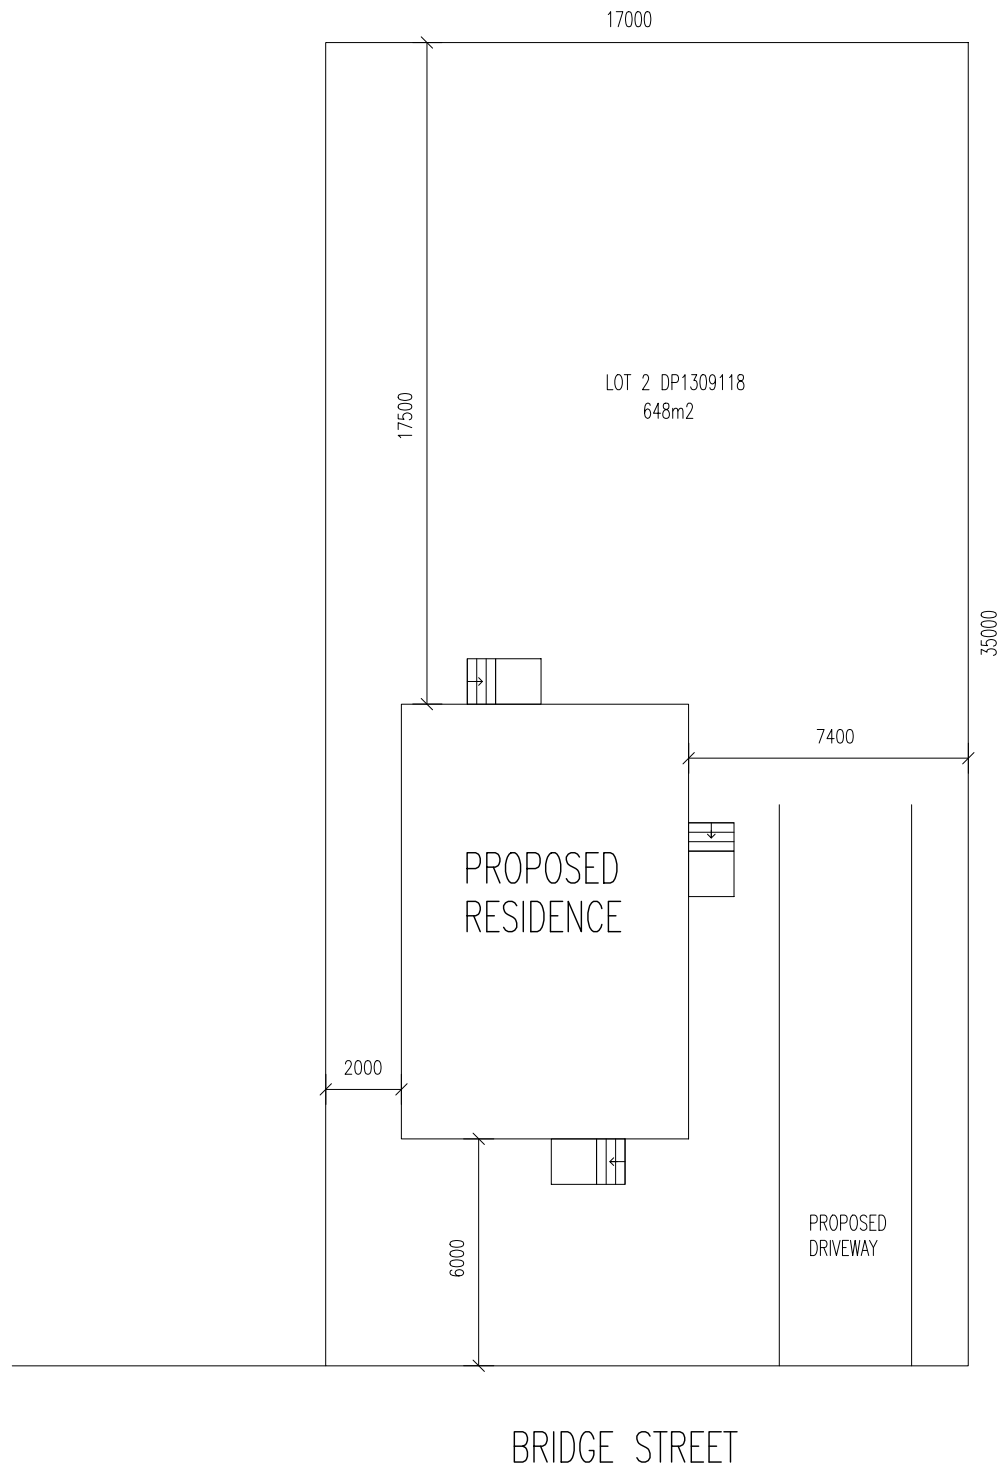 17000
LOT 2 DP1309118
648m2
17500
35000
7400
PROPOSED
RESIDENCE
2000
PROPOSED
DRIVEWAY
6000
BRIDGE STREET